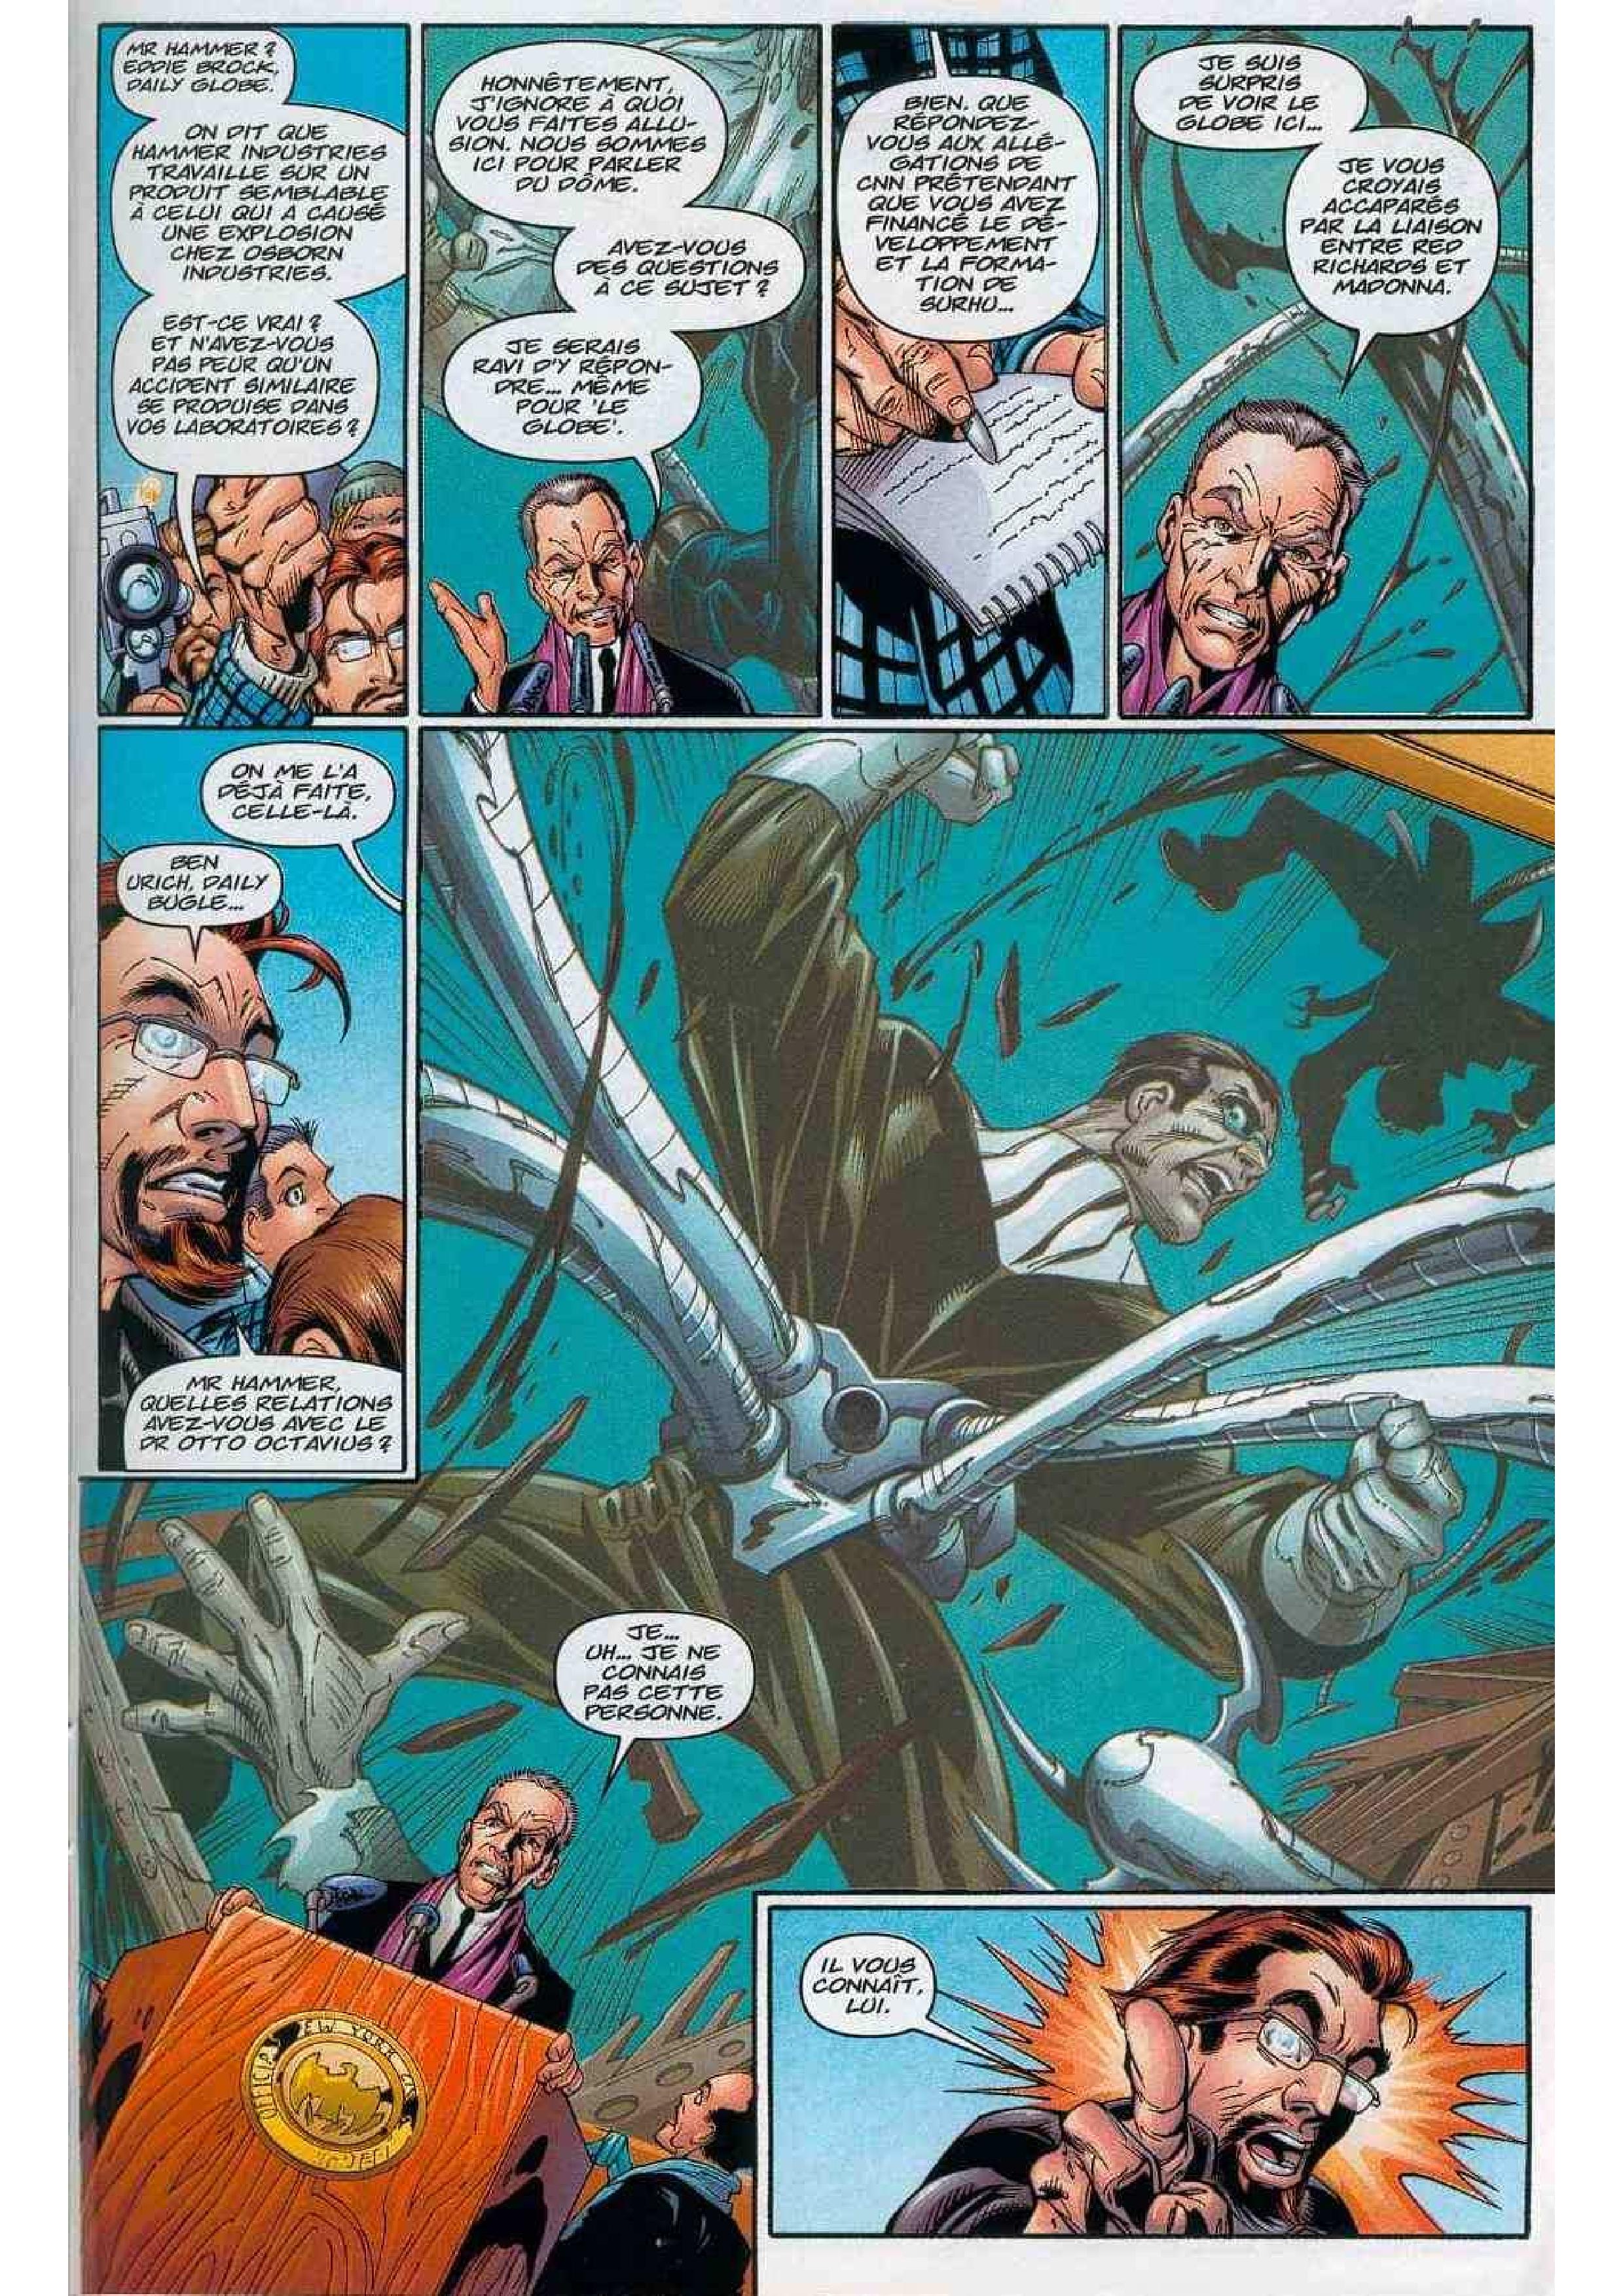 MR HAMMER ?
EDDIE BROCK,
DAILY GLOBE.
ON DIT QUE
HAMMER INDUSTRIES
TRAVAILLE SUR UN
PRODUIT SEMBLABLE
À CELUI QUI A CAUSÉ
UNE EXPLOSION
CHEZ OSBORN
INDUSTRIES.
EST-CE VRAI ?
ET N'AVEZ-VOUS
PAS PEUR QU'UN
ACCIDENT SIMILAIRE
SE PRODUISE DANS
VOS LABORATOIRES ?
HONNÊTEMENT,
J'IGNORE À QUOI
VOUS FAITES ALLU-
SION. NOUS SOMMES
ICI POUR PARLER
DU DÔME.
AVEZ-VOUS
DES QUESTIONS
À CE SUJET ?
JE SERAIS
RAVI D'Y RÉPON-
DRE... MÊME
POUR 'LE
GLOBE'.
BIEN. QUE
RÉPONDEZ-
VOUS AUX ALLÉ-
GATIONS DE
CNN PRÉTENDANT
QUE VOUS AVEZ
FINANCÉ LE DÉ-
VELOPPEMENT
ET LA FORMA-
TION DE
SURHU...
JE SUIS
SURPRIS
DE VOIR LE
GLOBE ICI...
JE VOUS
CROYAIS
ACCAPARÉS
PAR LA LIAISON
ENTRE RED
RICHARDS ET
MADONNA.
ON ME L'A
DÉJÀ FAITE,
CELLE-LÀ.
BEN
URICH, DAILY
BUGLE...
MR HAMMER,
QUELLES RELATIONS
AVEZ-VOUS AVEC LE
DR OTTO OCTAVIUS ?
JE...
UH... JE NE
CONNAIS
PAS CETTE
PERSONNE.
IL VOUS
CONNAÎT,
LUI.